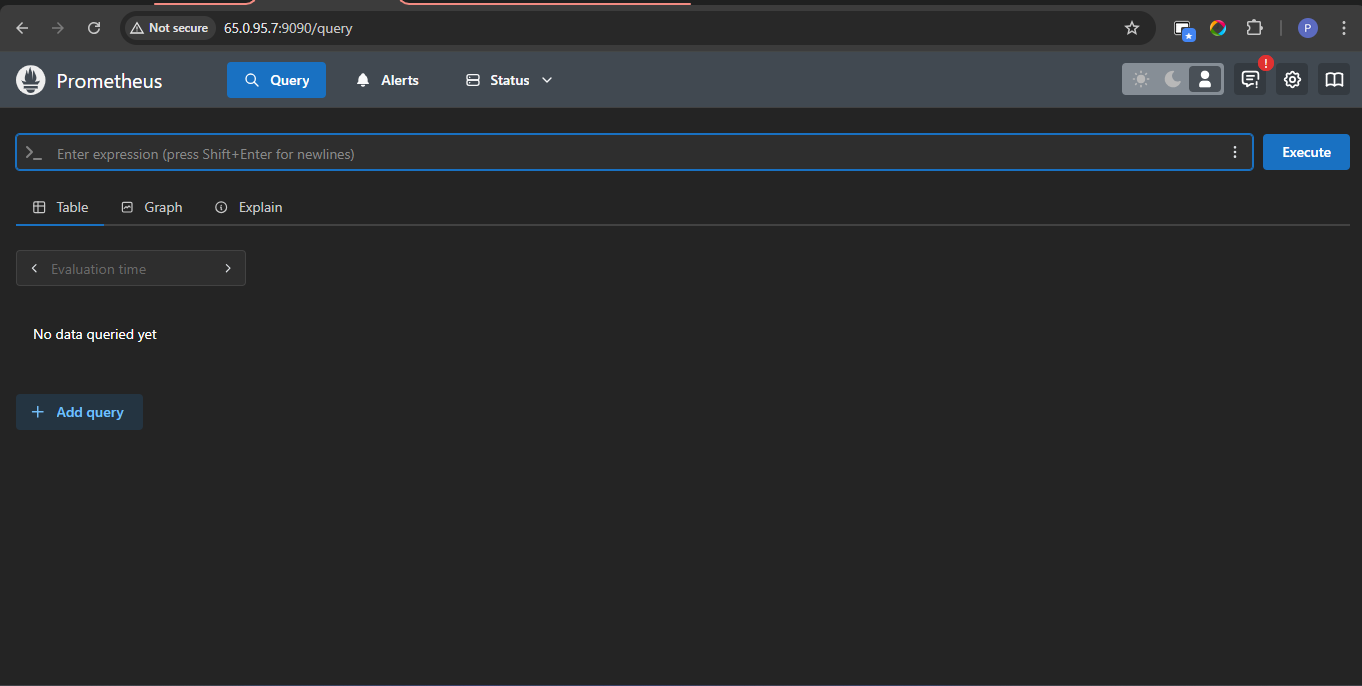 Not secure 65.0.95.7:9090/query P
Prometheus Query Alerts Status !
>_ Enter expression (press Shift+Enter for newlines) Execute
Table Graph Explain
Evaluation time
No data queried yet
+ Add query